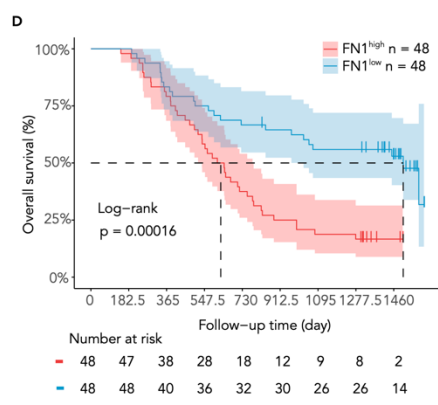 D
100%
75%
50%
25%
0%
Overall survival (%)
FN1high n = 48
FN1low n = 48
Log-rank
p = 0.00016
0 182.5 365 547.5 730 912.5 1095 1277.5 1460
Follow-up time (day)
Number at risk
48 47 38 28 18 12 9 8 2
48 48 40 36 32 30 26 26 14